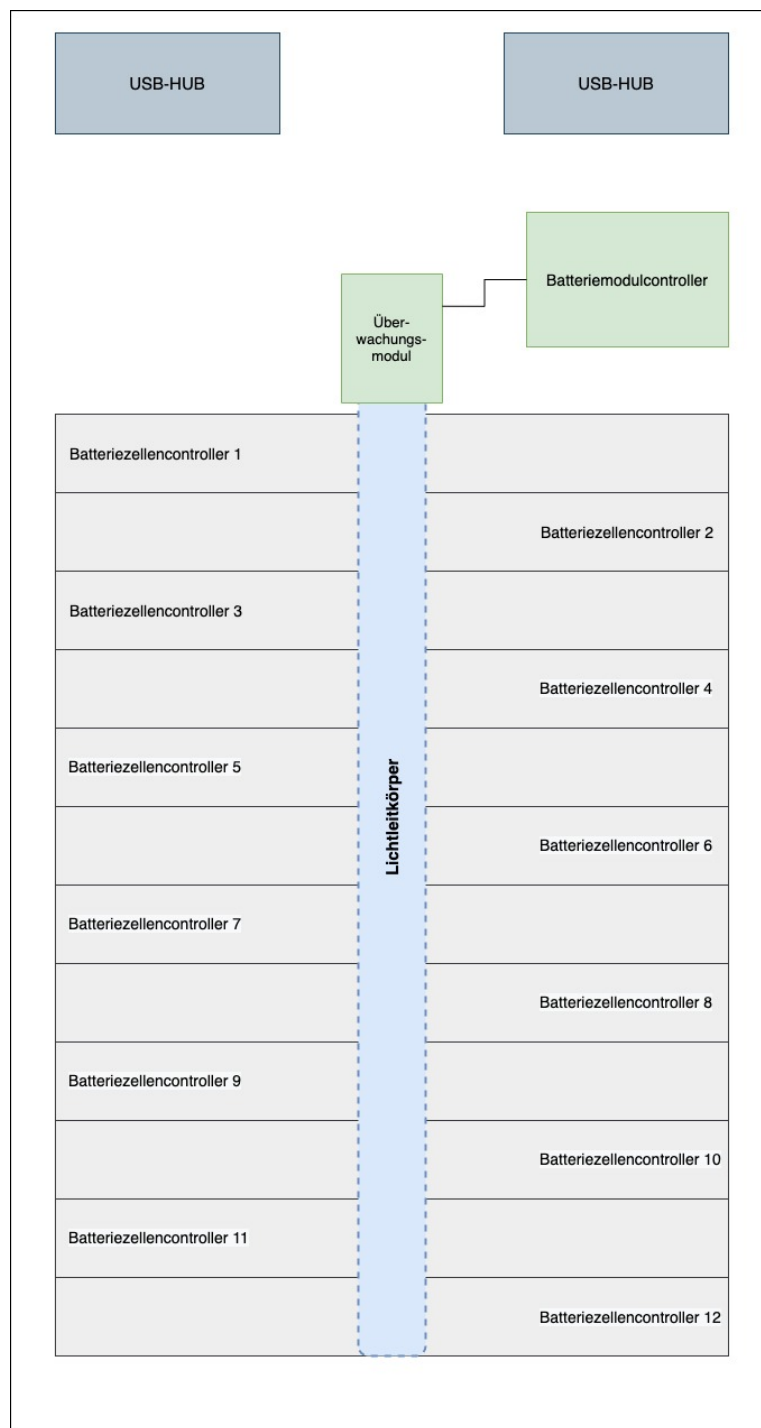 USB-HUB
USB-HUB
Batteriemodulcontroller
Über-
wachungs-
modul
Batteriezellencontroller 1
Batteriezellencontroller 2
Batteriezellencontroller 3
Batteriezellencontroller 4
Batteriezellencontroller 5
Lichtleitkörper
Batteriezellencontroller 6
Batteriezellencontroller 7
Batteriezellencontroller 8
Batteriezellencontroller 9
Batteriezellencontroller 10
Batteriezellencontroller 11
Batteriezellencontroller 12